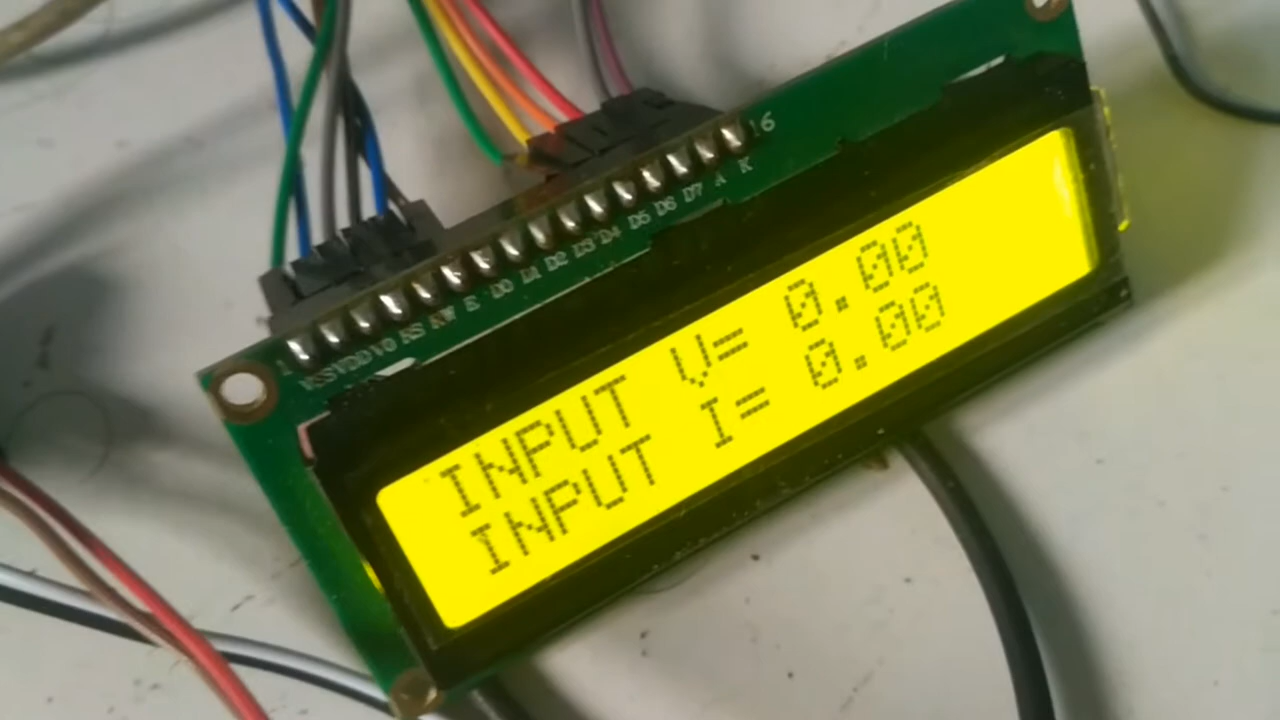 1 VSS VDD V0 RS RW E D0 D1 D2 D3 D4 D5 D6 D7 A K 16
INPUT V= 0.00
INPUT I= 0.00